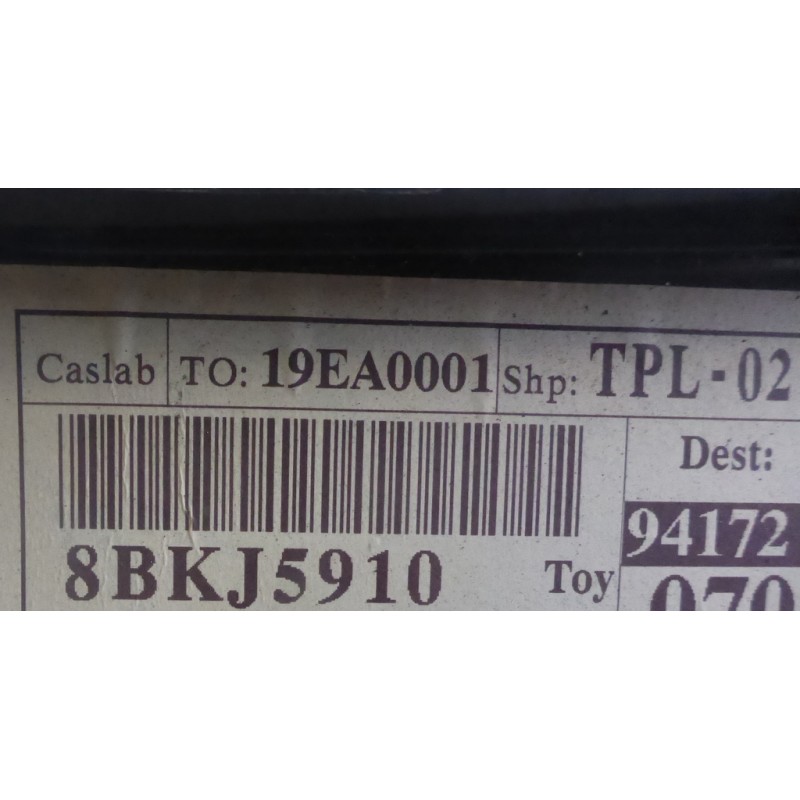 Caslab TO: 19EA0001 Shp: TPL-02
Dest:
94172
8BKJ5910 Toy